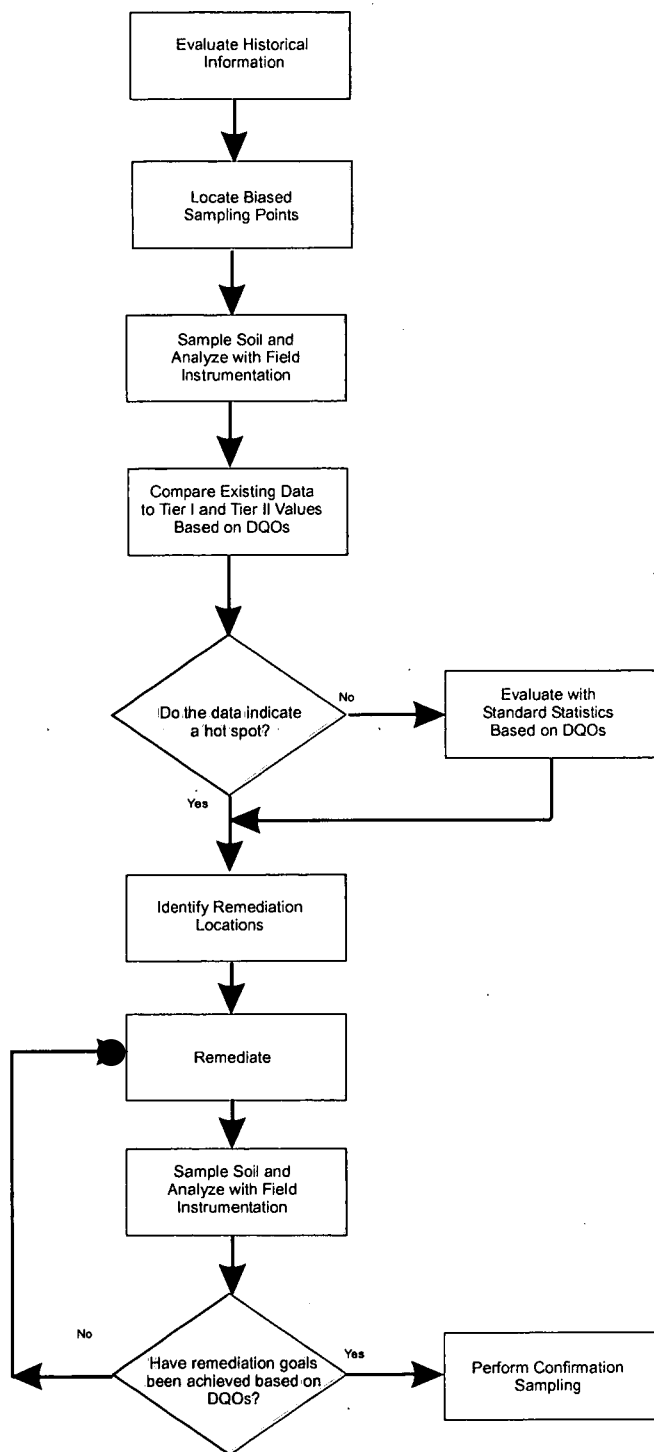 Evaluate Historical
Information
Locate Biased
Sampling Points
Sample Soil and
Analyze with Field
Instrumentation
Compare Existing Data
to Tier I and Tier II Values
Based on DQOs
Do the data indicate
a hot spot?
No
Evaluate with
Standard Statistics
Based on DQOs
Yes
Identify Remediation
Locations
Remediate
Sample Soil and
Analyze with Field
Instrumentation
Have remediation goals
been achieved based on
DQOs?
No
Yes
Perform Confirmation
Sampling